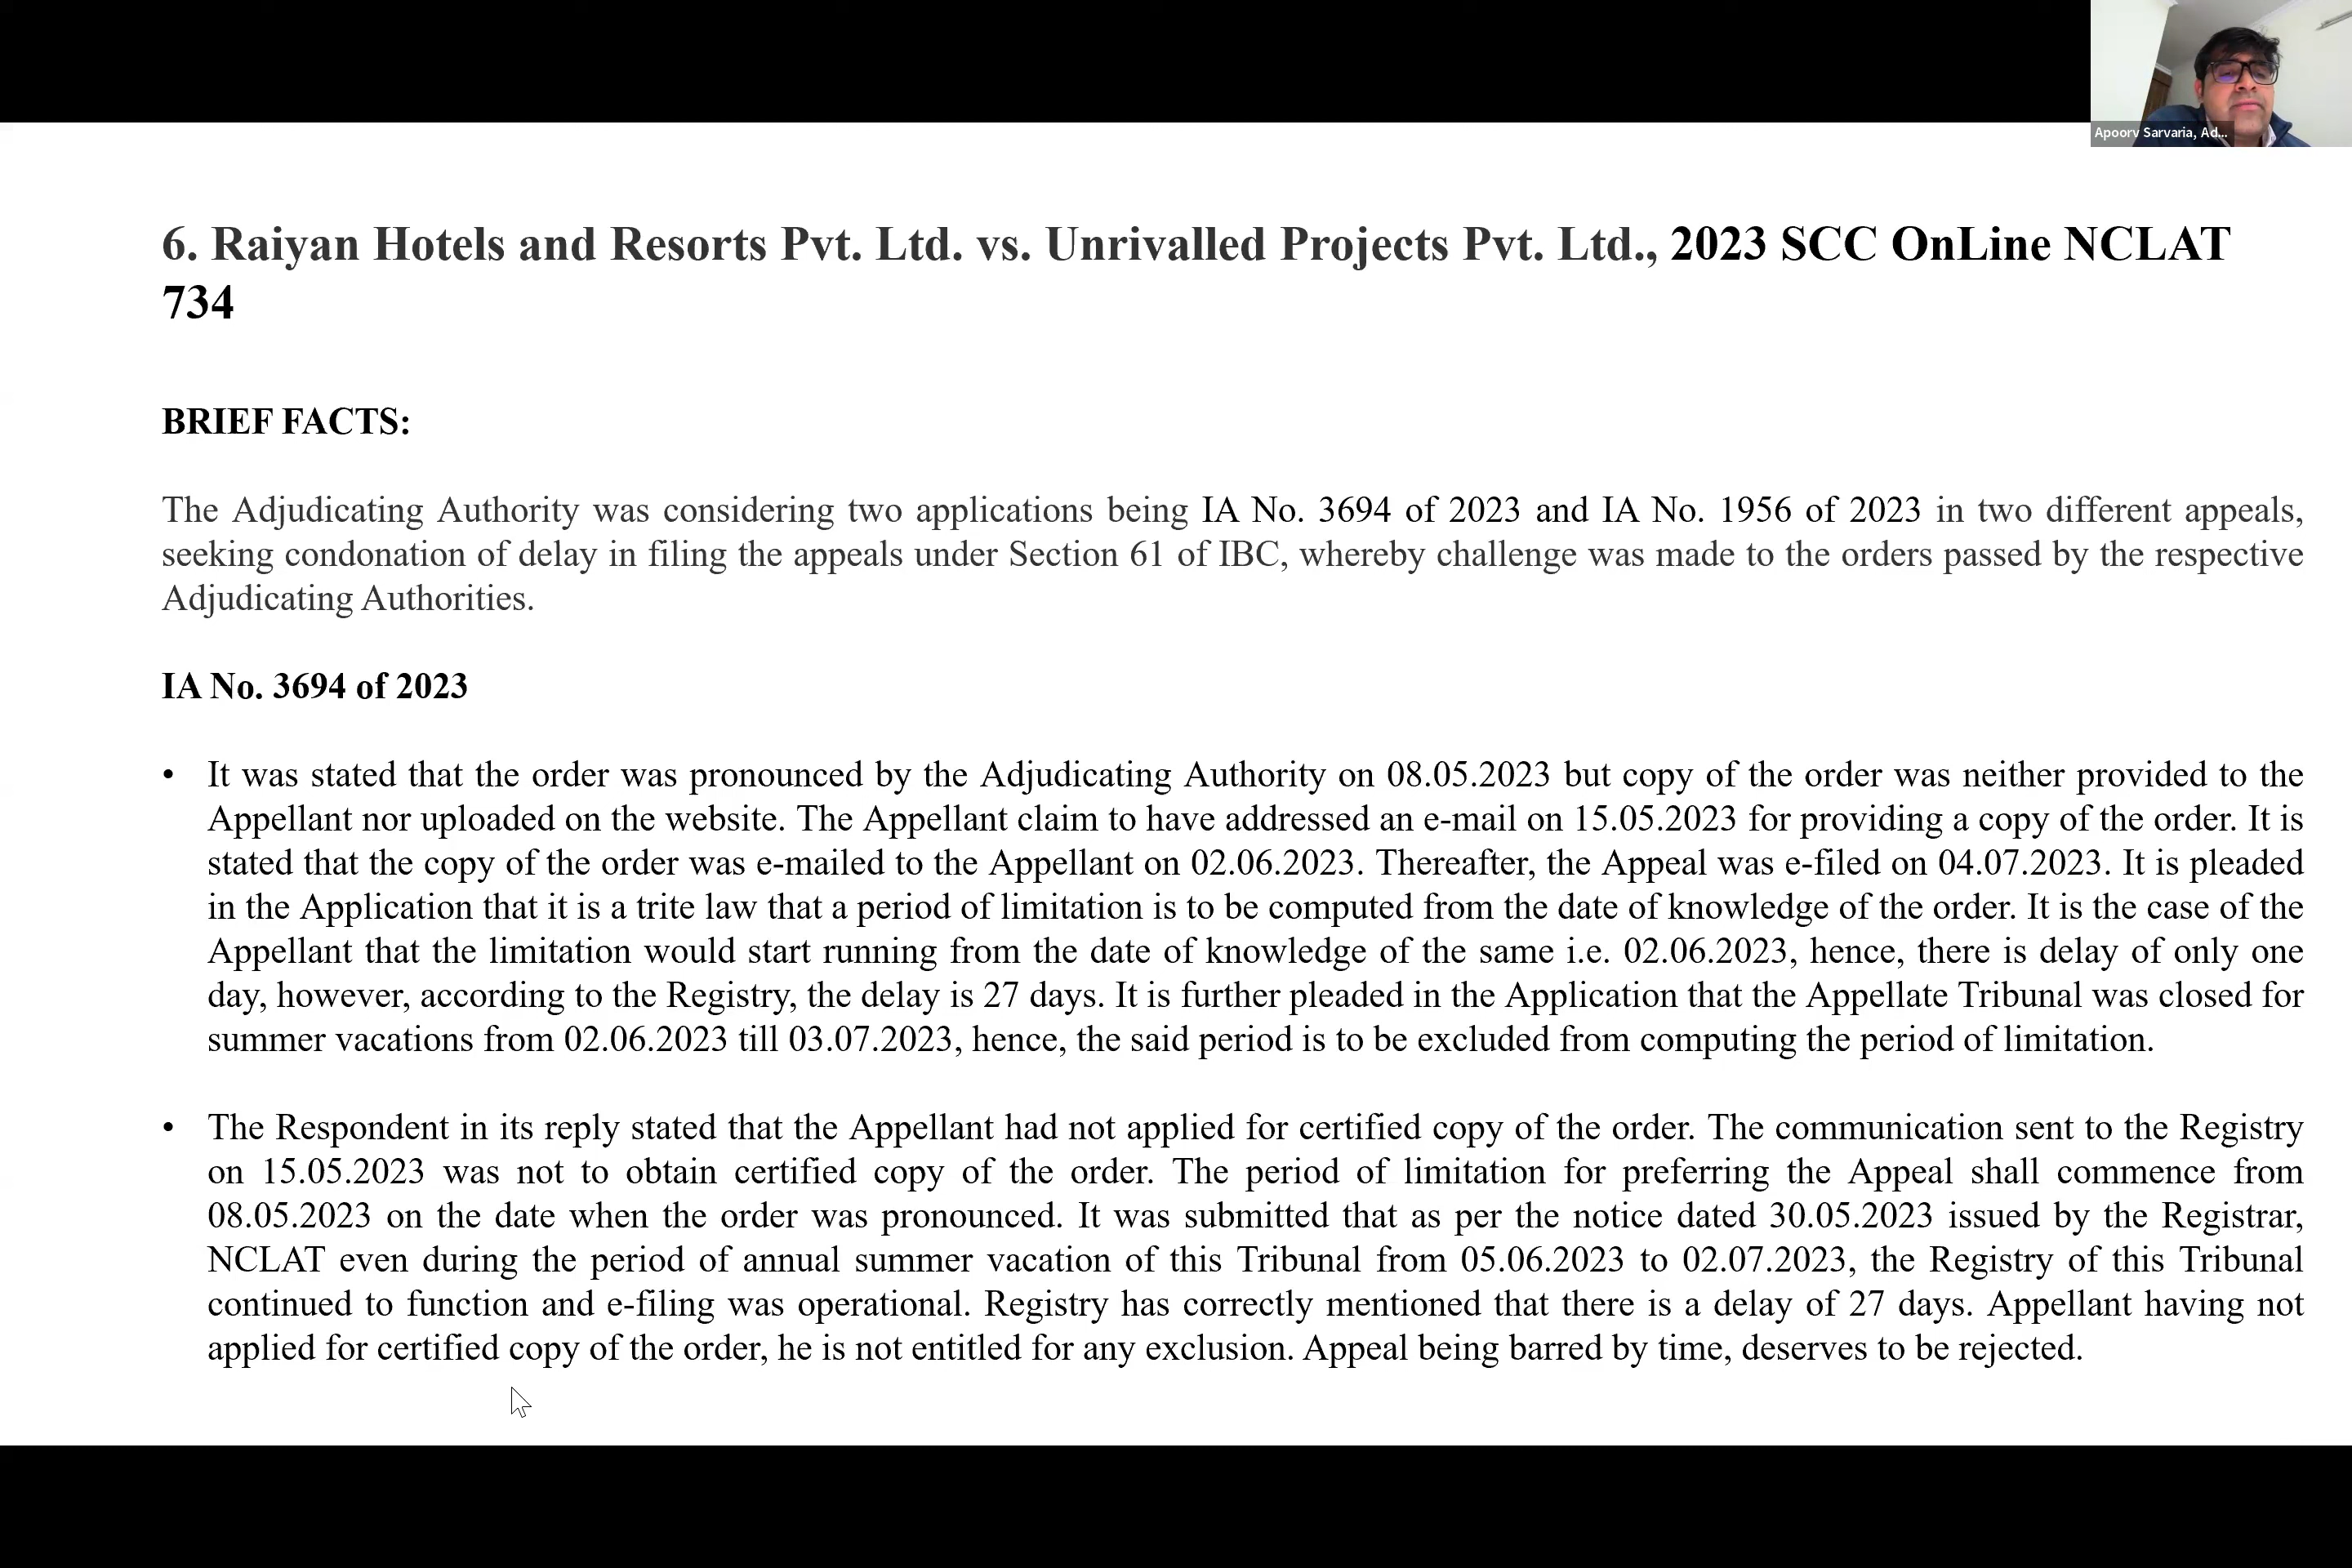 Apoorv Sarvaria, Ad...
6. Raiyan Hotels and Resorts Pvt. Ltd. vs. Unrivalled Projects Pvt. Ltd., 2023 SCC OnLine NCLAT
734
BRIEF FACTS:
The Adjudicating Authority was considering two applications being IA No. 3694 of 2023 and IA No. 1956 of 2023 in two different appeals,
seeking condonation of delay in filing the appeals under Section 61 of IBC, whereby challenge was made to the orders passed by the respective
Adjudicating Authorities.
IA No. 3694 of 2023
• It was stated that the order was pronounced by the Adjudicating Authority on 08.05.2023 but copy of the order was neither provided to the
Appellant nor uploaded on the website. The Appellant claim to have addressed an e-mail on 15.05.2023 for providing a copy of the order. It is
stated that the copy of the order was e-mailed to the Appellant on 02.06.2023. Thereafter, the Appeal was e-filed on 04.07.2023. It is pleaded
in the Application that it is a trite law that a period of limitation is to be computed from the date of knowledge of the order. It is the case of the
Appellant that the limitation would start running from the date of knowledge of the same i.e. 02.06.2023, hence, there is delay of only one
day, however, according to the Registry, the delay is 27 days. It is further pleaded in the Application that the Appellate Tribunal was closed for
summer vacations from 02.06.2023 till 03.07.2023, hence, the said period is to be excluded from computing the period of limitation.
• The Respondent in its reply stated that the Appellant had not applied for certified copy of the order. The communication sent to the Registry
on 15.05.2023 was not to obtain certified copy of the order. The period of limitation for preferring the Appeal shall commence from
08.05.2023 on the date when the order was pronounced. It was submitted that as per the notice dated 30.05.2023 issued by the Registrar,
NCLAT even during the period of annual summer vacation of this Tribunal from 05.06.2023 to 02.07.2023, the Registry of this Tribunal
continued to function and e-filing was operational. Registry has correctly mentioned that there is a delay of 27 days. Appellant having not
applied for certified copy of the order, he is not entitled for any exclusion. Appeal being barred by time, deserves to be rejected.